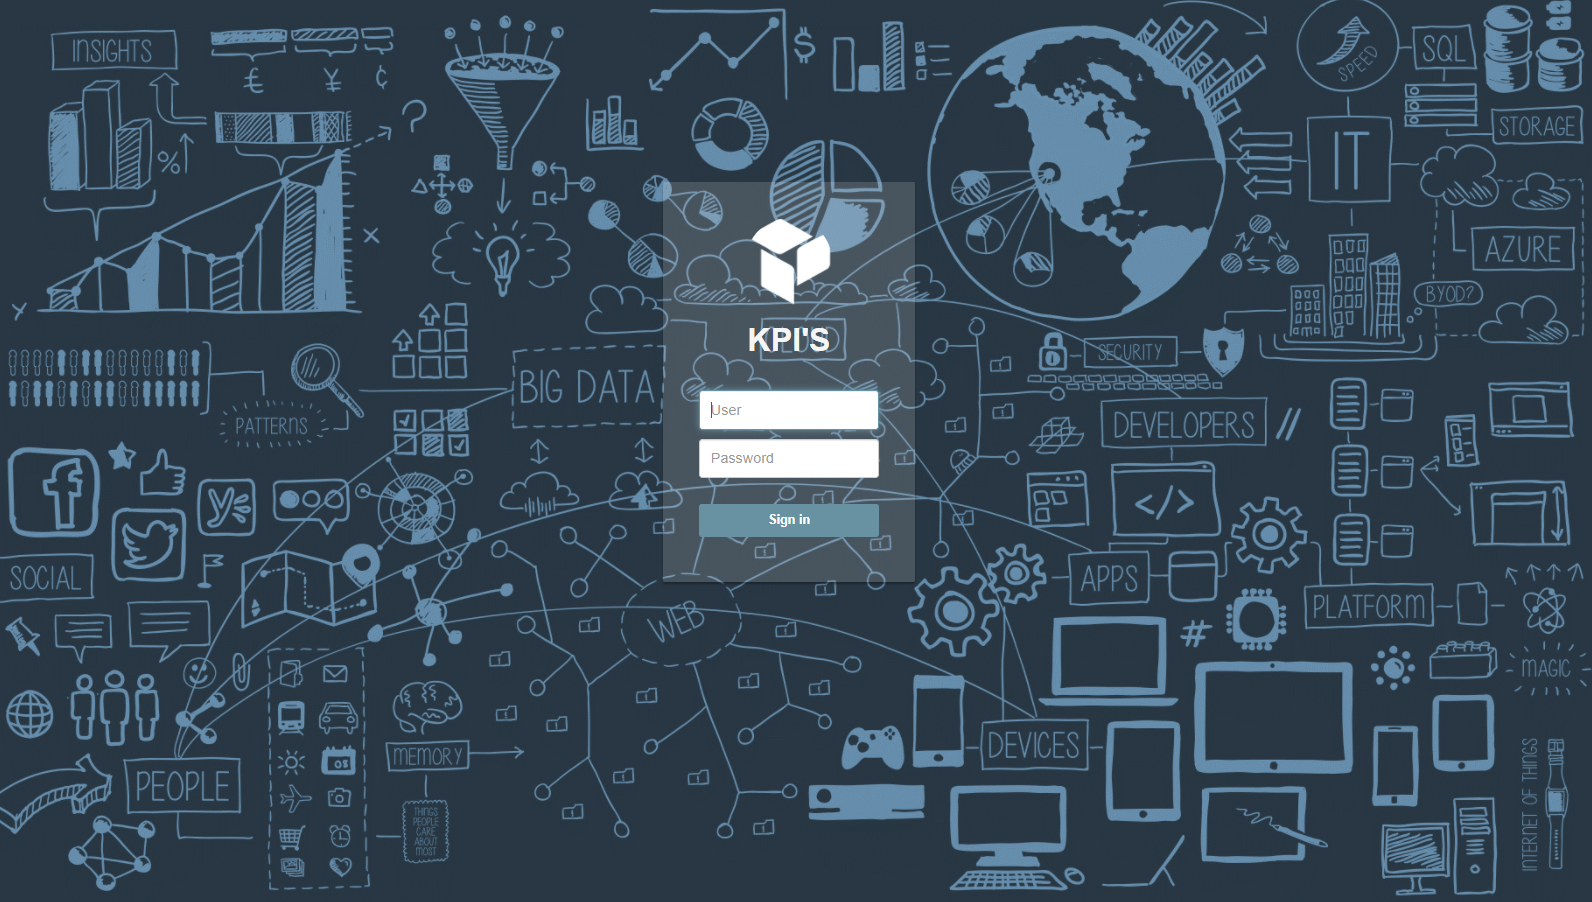 INSIGHTS
€
¥
¢
%
?
$
SPEED
SQL
STORAGE
IT
AZURE
BYOD?
X
Y
KPI'S
SECURITY
BIG DATA
PATTERNS
DEVELOPERS
User
Password
</>
Sign in
SOCIAL
APPS
PLATFORM
WEB
#
MAGIC
MEMORY
DEVICES
08
PEOPLE
THINGS
PEOPLE
CARE
ABOUT
MOST
INTERNET OF THINGS